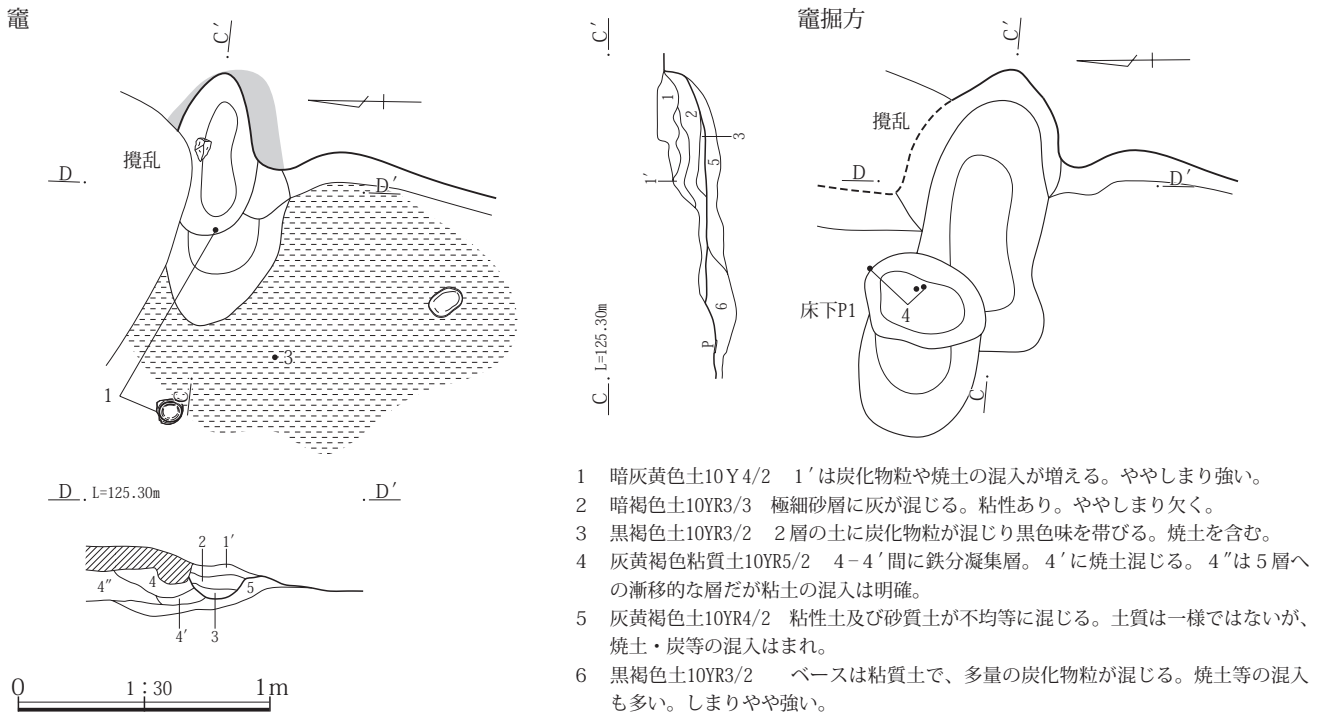 竈
C′
攪乱
D
D′
3
1
C
C′
1
2
3
1′
5
6
P
L=125.30m
C
竈掘方
C′
攪乱
D
D′
床下P1
4
C
D L=125.30m D′
2 1′
4″ 4 5
4′ 3
0 1:30 1m
1 暗灰黄色土10Y4/2 1′は炭化物粒や焼土の混入が増える。ややしまり強い。
2 暗褐色土10YR3/3 極細砂層に灰が混じる。粘性あり。ややしまり欠く。
3 黒褐色土10YR3/2 2層の土に炭化物粒が混じり黒色味を帯びる。焼土を含む。
4 灰黄褐色粘質土10YR5/2 4-4′間に鉄分凝集層。4′に焼土混じる。4″は5層へ
の漸移的な層だが粘土の混入は明確。
5 灰黄褐色土10YR4/2 粘性土及び砂質土が不均等に混じる。土質は一様ではないが、
焼土・炭等の混入はまれ。
6 黒褐色土10YR3/2 ベースは粘質土で、多量の炭化物粒が混じる。焼土等の混入
も多い。しまりやや強い。